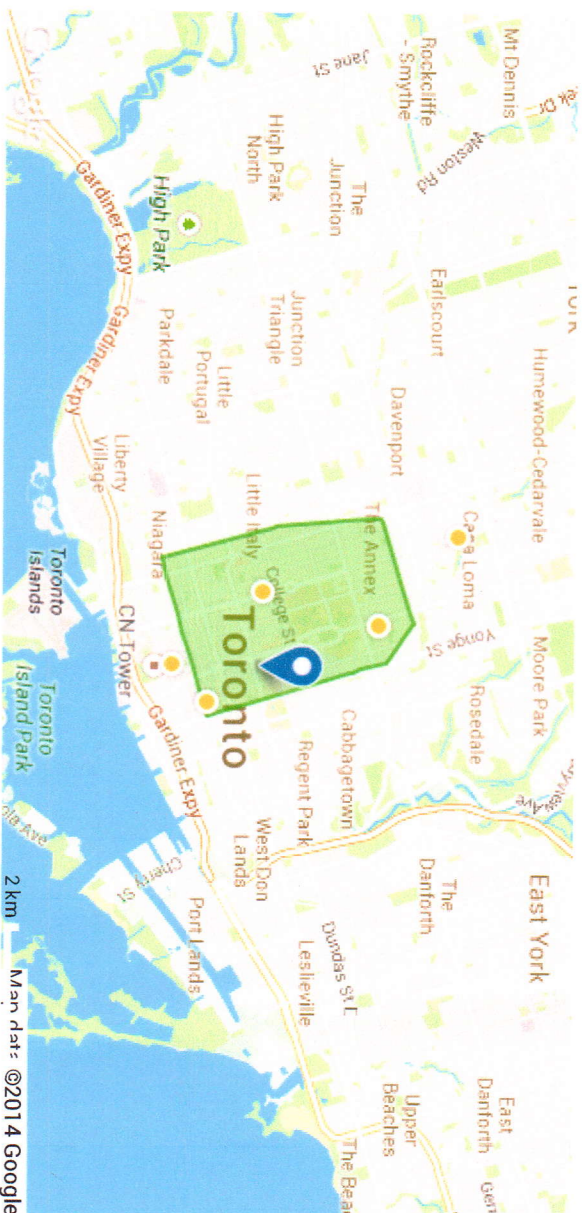 Mt Dennis
Rockcliffe
- Smythe
Jane St
Weston Rd
High Park
North
The
Junction
High Park
Gardiner Expy
Gardiner Expy
Earlscourt
Humewood-Cedarvale
Junction
Triangle
Parkdale
Little
Portugal
Davenport
Liberty
Village
Little Italy
The Annex
Casa Loma
Niagara
College St
Toronto
Yonge St
Moore Park
Rosedale
Toronto
Islands
CN Tower
Toronto
Island Park
Gardiner Expy
Cabbagetown
Regent Park
West Don
Lands
Cherry St
Port Lands
The
Danforth
East York
Dundas St E
Leslieville
Upper
Beaches
East
Danforth
2 km
Map data ©2014 Google